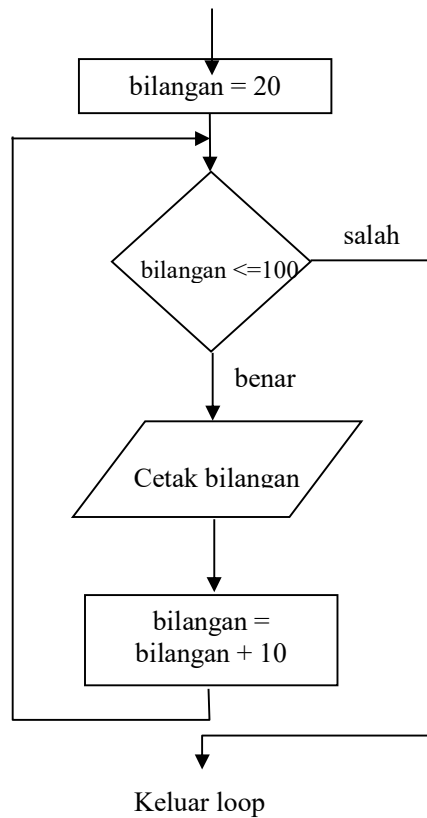 bilangan = 20
salah
bilangan <=100
benar
Cetak bilangan
bilangan =
bilangan + 10
Keluar loop